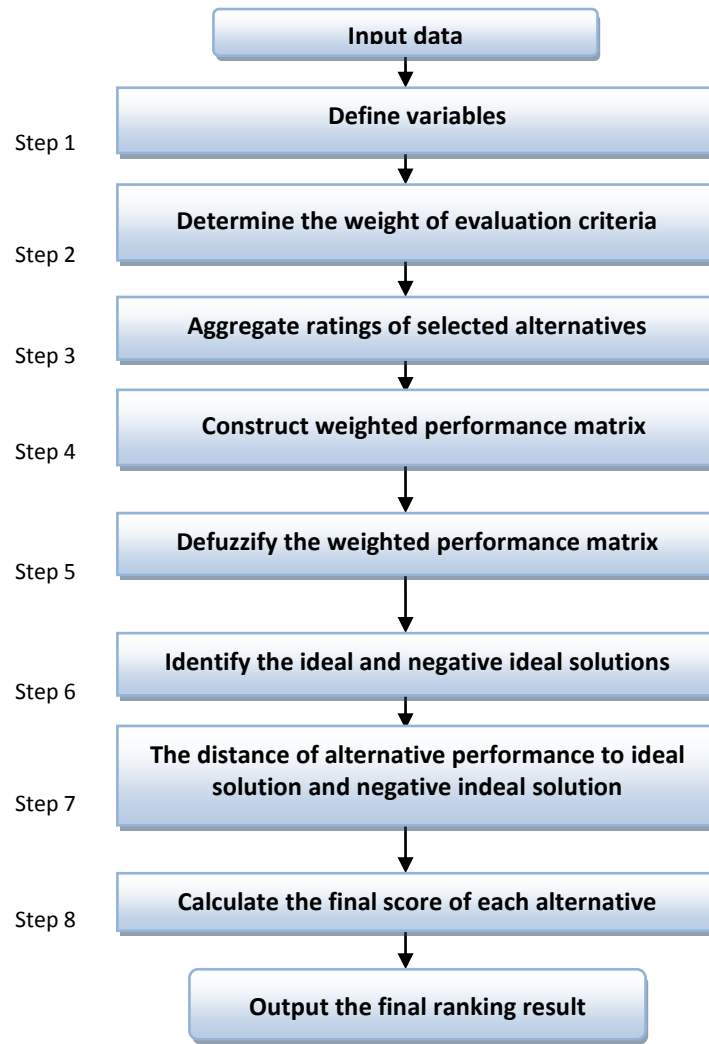 Input data
Define variables
Step 1
Determine the weight of evaluation criteria
Step 2
Aggregate ratings of selected alternatives
Step 3
Construct weighted performance matrix
Step 4
Defuzzify the weighted performance matrix
Step 5
Identify the ideal and negative ideal solutions
Step 6
The distance of alternative performance to ideal
solution and negative indeal solution
Step 7
Calculate the final score of each alternative
Step 8
Output the final ranking result